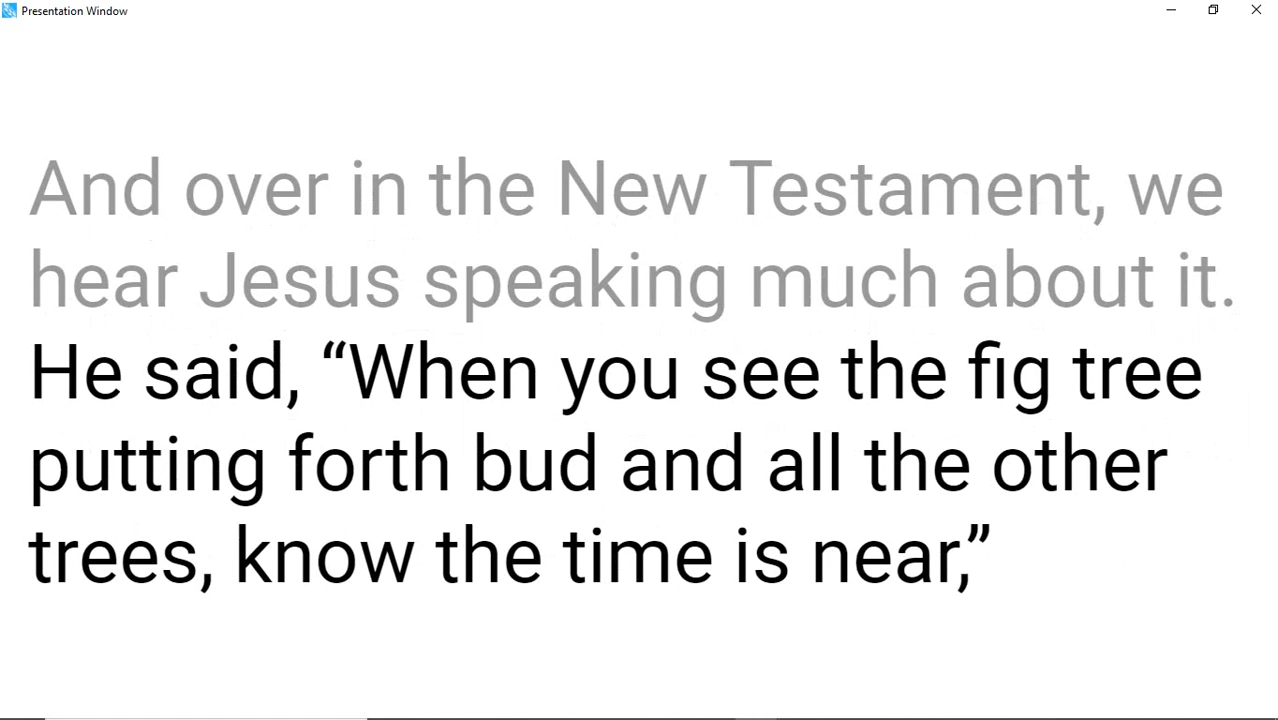 Presentation Window
And over in the New Testament, we
hear Jesus speaking much about it.
He said, “When you see the fig tree
putting forth bud and all the other
trees, know the time is near,”